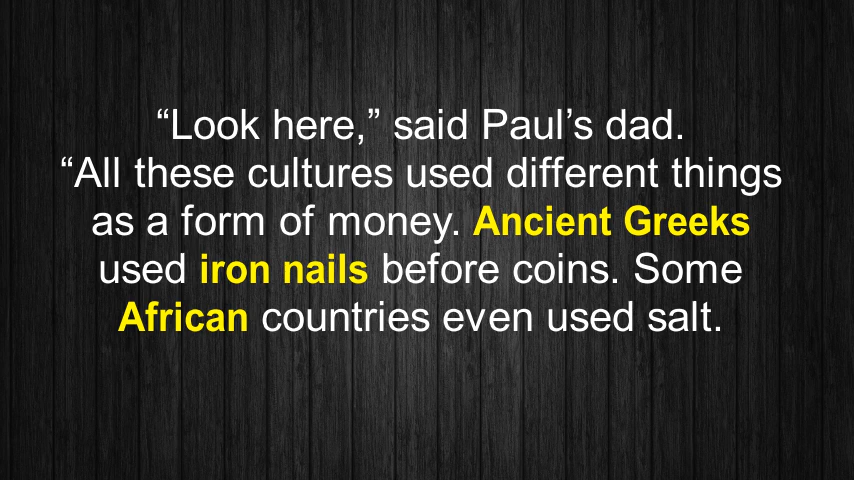 “Look here,” said Paul’s dad.
“All these cultures used different things
as a form of money. Ancient Greeks
used iron nails before coins. Some
African countries even used salt.